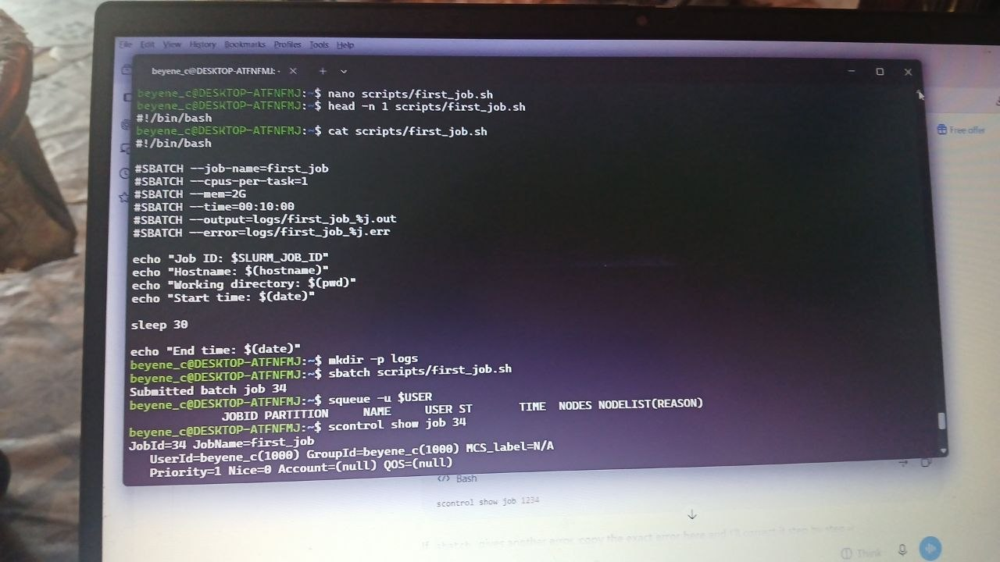 File Edit View History Bookmarks Profiles Tools Help
beyene_c@DESKTOP-ATFNFMJ: ~
beyene_c@DESKTOP-ATFNFMJ:~$ nano scripts/first_job.sh
beyene_c@DESKTOP-ATFNFMJ:~$ head -n 1 scripts/first_job.sh
#!/bin/bash
beyene_c@DESKTOP-ATFNFMJ:~$ cat scripts/first_job.sh
#!/bin/bash
#SBATCH --job-name=first_job
#SBATCH --cpus-per-task=1
#SBATCH --mem=2G
#SBATCH --time=00:10:00
#SBATCH --output=logs/first_job_%j.out
#SBATCH --error=logs/first_job_%j.err
echo "Job ID: $SLURM_JOB_ID"
echo "Hostname: $(hostname)"
echo "Working directory: $(pwd)"
echo "Start time: $(date)"
sleep 30
echo "End time: $(date)"
beyene_c@DESKTOP-ATFNFMJ:~$ mkdir -p logs
beyene_c@DESKTOP-ATFNFMJ:~$ sbatch scripts/first_job.sh
Submitted batch job 34
beyene_c@DESKTOP-ATFNFMJ:~$ squeue -u $USER
JOBID PARTITION NAME USER ST TIME NODES NODELIST(REASON)
beyene_c@DESKTOP-ATFNFMJ:~$ scontrol show job 34
JobId=34 JobName=first_job
UserId=beyene_c(1000) GroupId=beyene_c(1000) MCS_label=N/A
Priority=1 Nice=0 Account=(null) QOS=(null)
Free offer
</> Bash
scontrol show job 1234
If sbatch gives another error, copy the exact error here and I'll correct it step by step
Think